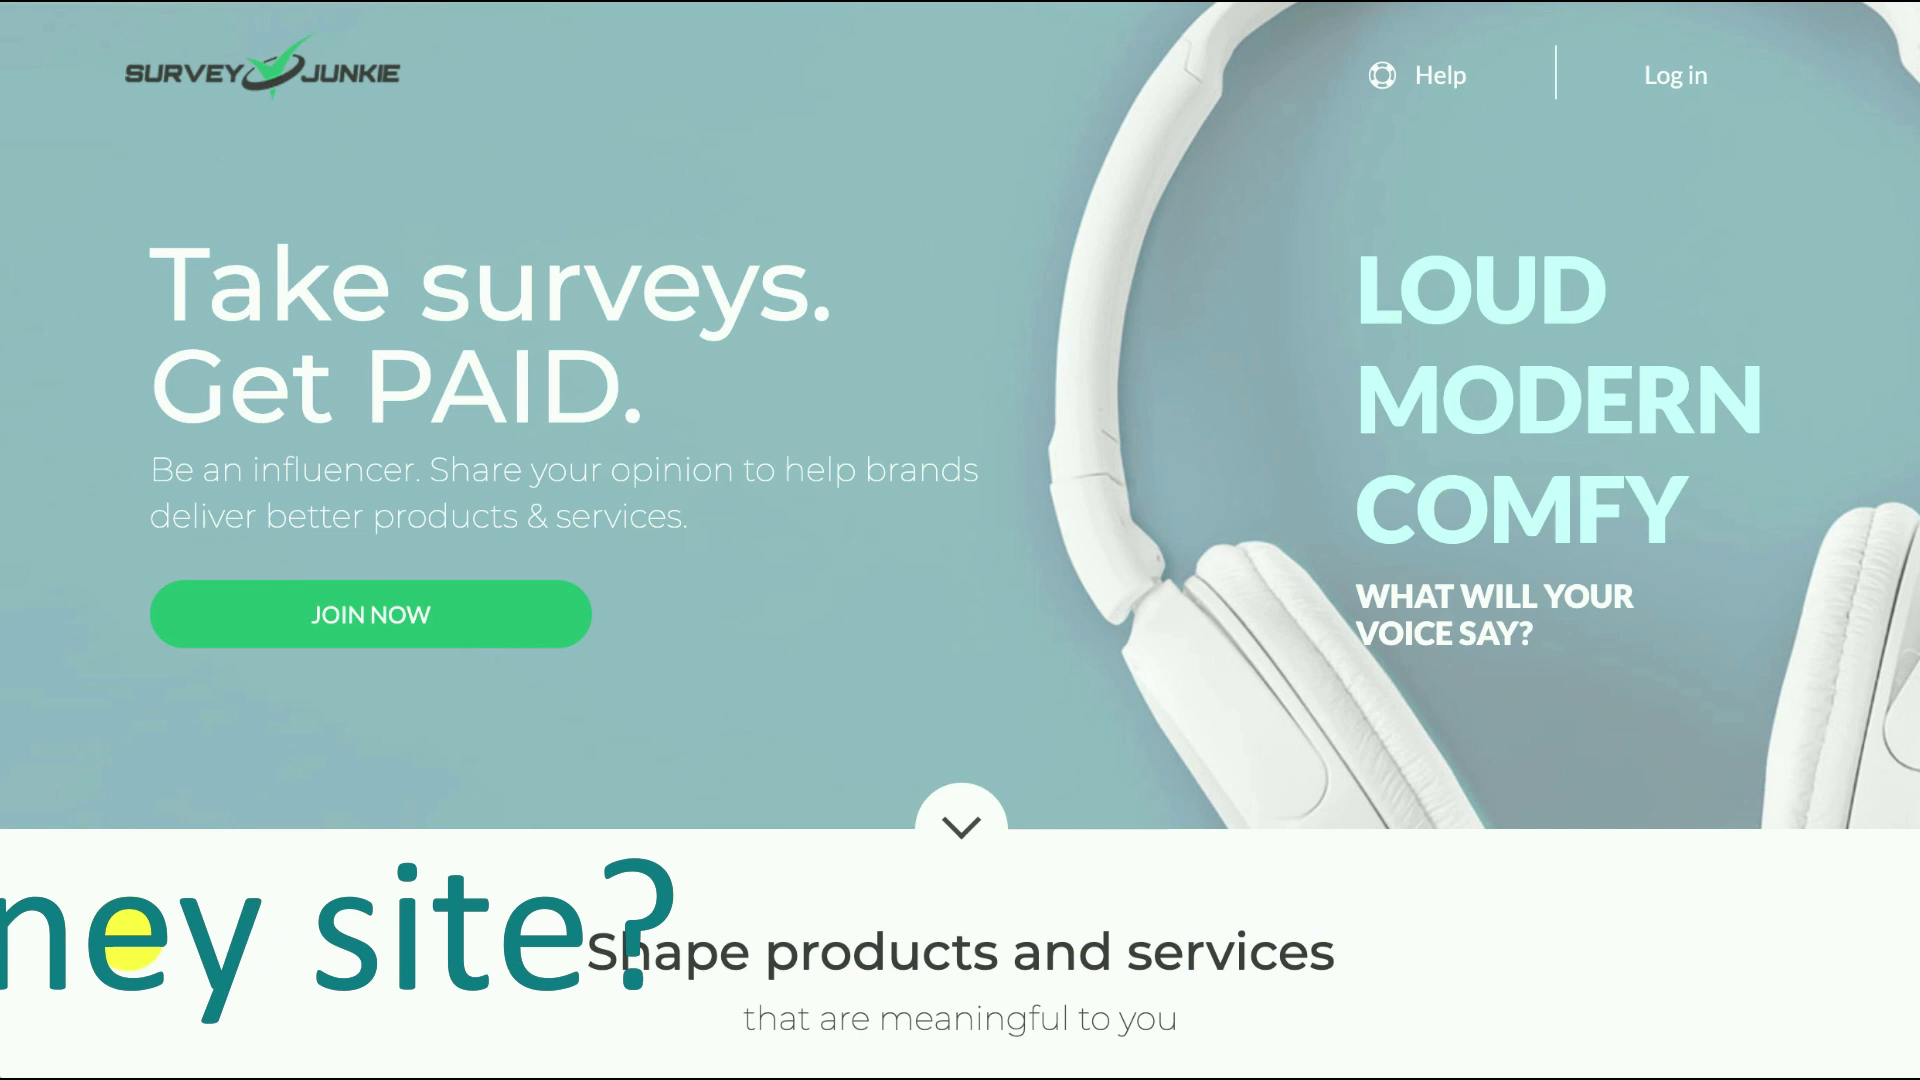 SURVEY JUNKIE
Help
Log in
Take surveys.
Get PAID.
Be an influencer. Share your opinion to help brands
deliver better products & services.
JOIN NOW
LOUD
MODERN
COMFY
WHAT WILL YOUR
VOICE SAY?
ney site?
Shape products and services
that are meaningful to you